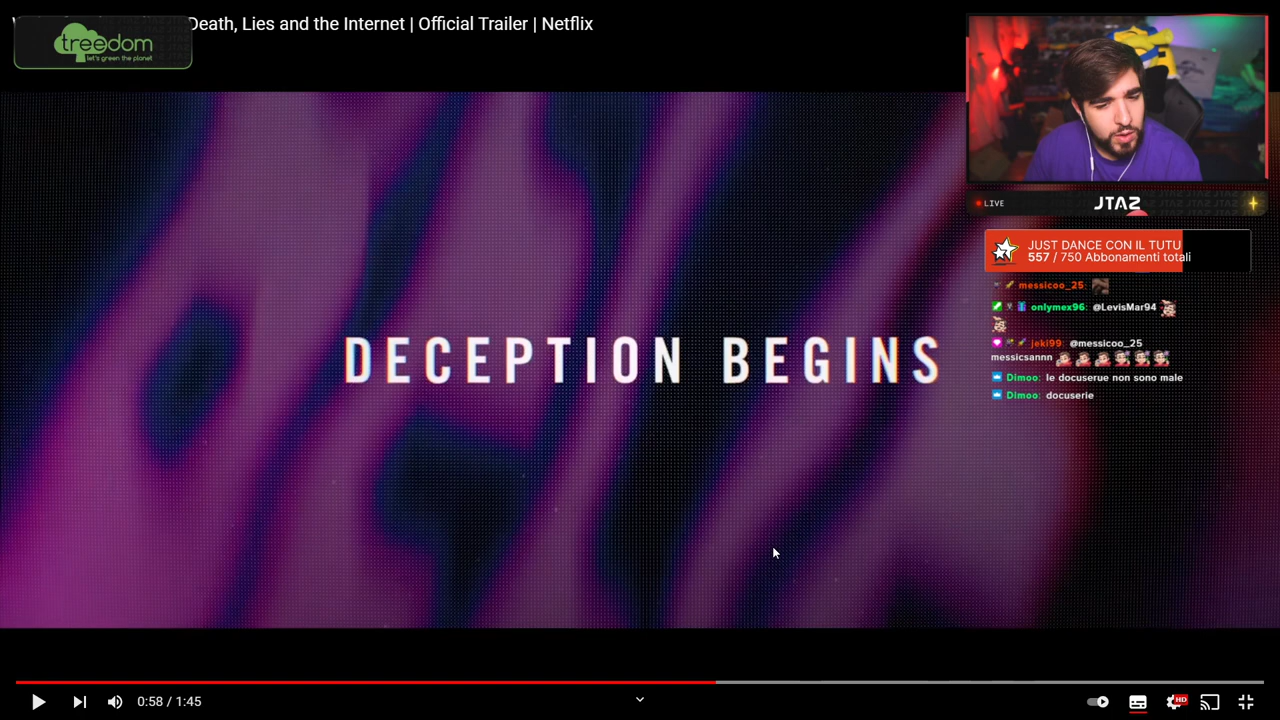 Death, Lies and the Internet | Official Trailer | Netflix
treedom
let's green the planet
DECEPTION BEGINS
LIVE
JTAZ
JUST DANCE CON IL TUTU
557 / 750 Abbonamenti totali
messicoo_25:
onlymex96: @LevisMar94
jeki99: @messicoo_25
messicsannn
Dimoo: le docuserue non sono male
Dimoo: docuserie
0:58 / 1:45
HD